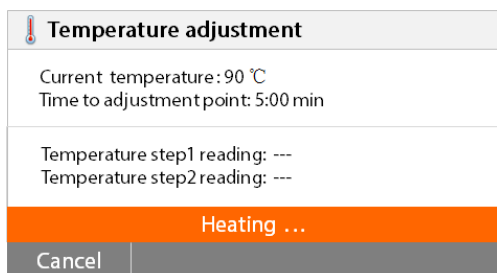 Temperature adjustment
Current temperature: 90 ℃
Time to adjustment point: 5:00 min
Temperature step1 reading: ---
Temperature step2 reading: ---
Heating ...
Cancel